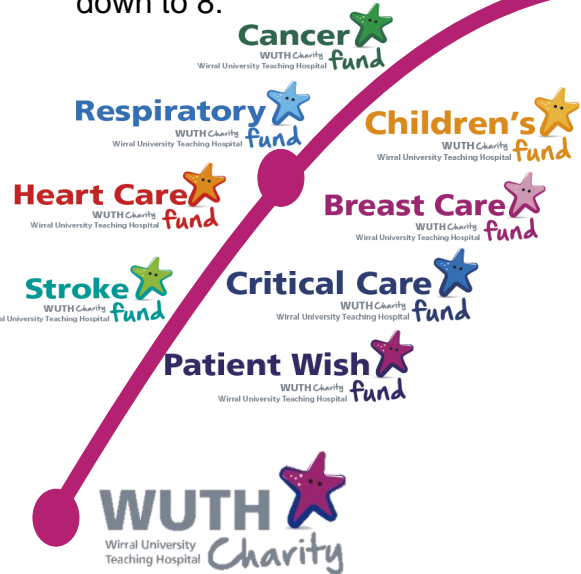 down to 8.
Cancer
WUTH Charity
Wirral University Teaching Hospital fund
Respiratory
WUTH Charity
Wirral University Teaching Hospital fund
Children's
WUTH Charity
Wirral University Teaching Hospital fund
Heart Care
WUTH Charity
Wirral University Teaching Hospital fund
Breast Care
WUTH Charity
Wirral University Teaching Hospital fund
Stroke
WUTH Charity
University Teaching Hospital fund
Critical Care
WUTH Charity
Wirral University Teaching Hospital fund
Patient Wish
WUTH Charity
Wirral University Teaching Hospital fund
WUTH
Wirral University
Teaching Hospital Charity